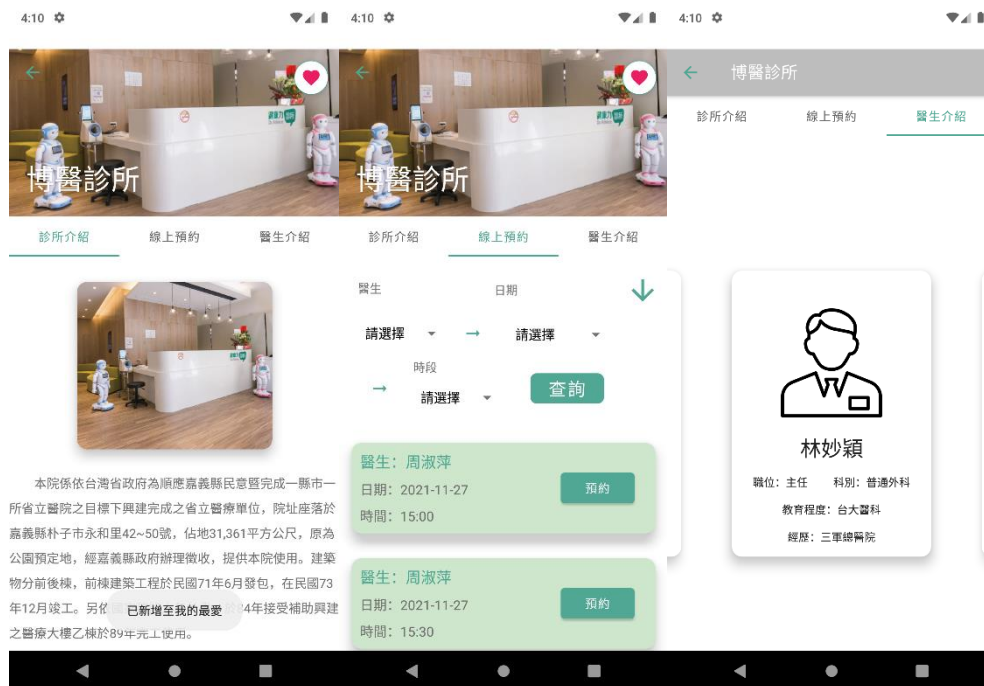 4:10
博醫診所
診所介紹
線上預約
醫生介紹
本院係依台灣省政府為順應嘉義縣民意暨完成一縣市一
所省立醫院之目標下興建完成之省立醫療單位，院址座落於
嘉義縣朴子市永和里42~50號，佔地31,361平方公尺，原為
公園預定地，經嘉義縣政府辦理徵收，提供本院使用。建築
物分前後棟，前棟建築工程於民國71年6月發包，在民國73
年12月竣工。另依 4年接受補助興建
已新增至我的最愛
之醫療大樓乙棟於89年完工使用。
4:10
博醫診所
診所介紹
線上預約
醫生介紹
醫生
日期
請選擇
→
請選擇
時段
→
請選擇
查詢
醫生：周淑萍
日期：2021-11-27
時間：15:00
預約
醫生：周淑萍
日期：2021-11-27
時間：15:30
預約
4:10
博醫診所
診所介紹
線上預約
醫生介紹
林妙穎
職位：主任 科別：普通外科
教育程度：台大醫科
經歷：三軍總醫院